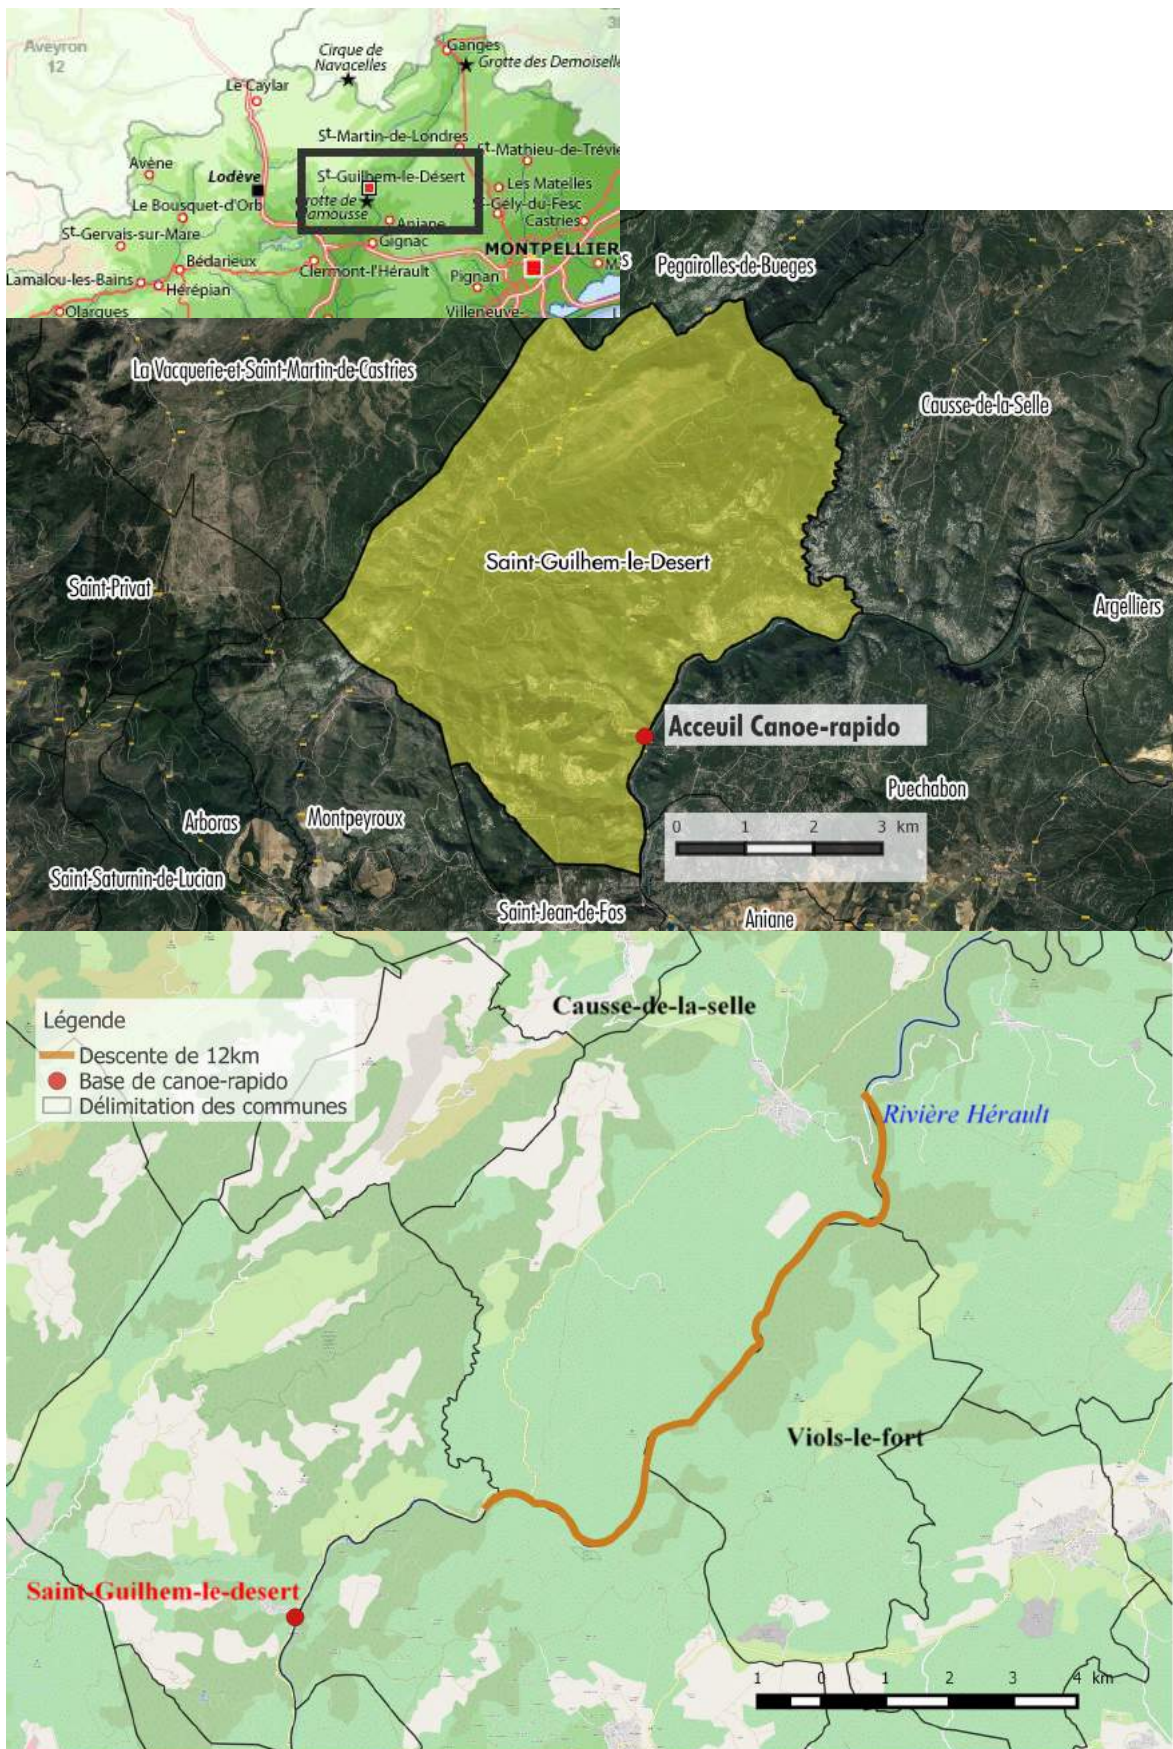 Aveyron
12
Cirque de
Navacelles
Ganges
Grotte des Demoiselle
Le Caylar
St-Martin-de-Londres
St-Mathieu-de-Trévie
Avène
Lodève
St-Guilhem-le-Désert
Les Matelles
Le Bousquet-d'Orb
Grotte de
Clamousse
St-Gély-du-Fesc
Castries
Aniane
St-Gervais-sur-Mare
Gignac
MONTPELLIER
Bédarieux
Clermont-l'Hérault
Pignan
Lamalou-les-Bains
Hérépian
Olargues
Villeneuve-
Pegairolles-de-Bueges
La Vacquerie-et-Saint-Martin-de-Castries
Causse-de-la-Selle
Saint-Guilhem-le-Desert
Saint-Privat
Argelliers
Acceuil Canoe-rapido
Puechabon
Arboras
Montpeyroux
0 1 2 3 km
Saint-Saturnin-de-Lucian
Saint-Jean-de-Fos
Aniane
Causse-de-la-selle
Légende
Descente de 12km
Base de canoe-rapido
Délimitation des communes
Rivière Hérault
Viols-le-fort
Saint-Guilhem-le-desert
1 0 1 2 3 4 km